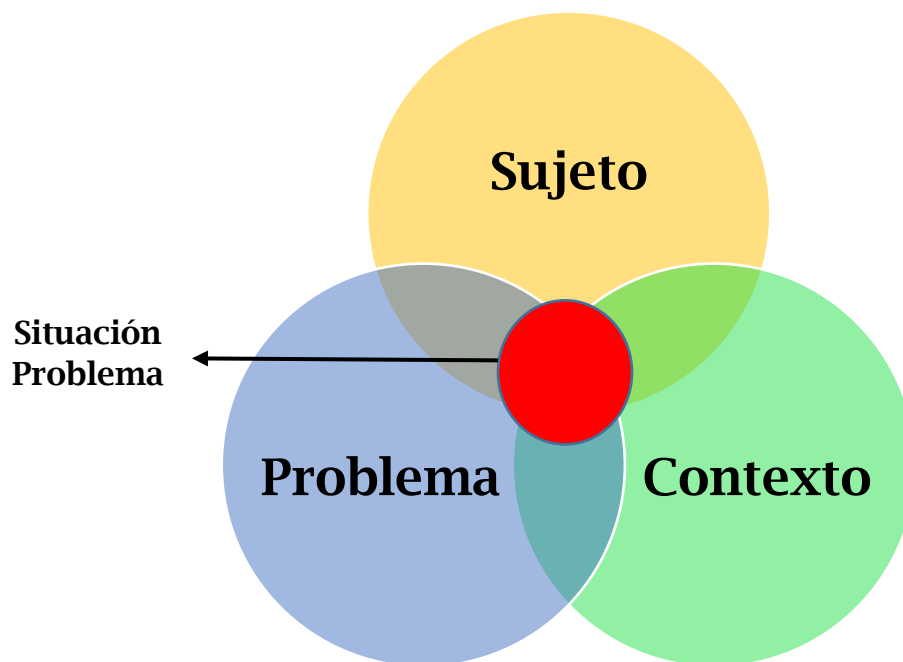 Sujeto
Situación
Problema
Problema
Contexto